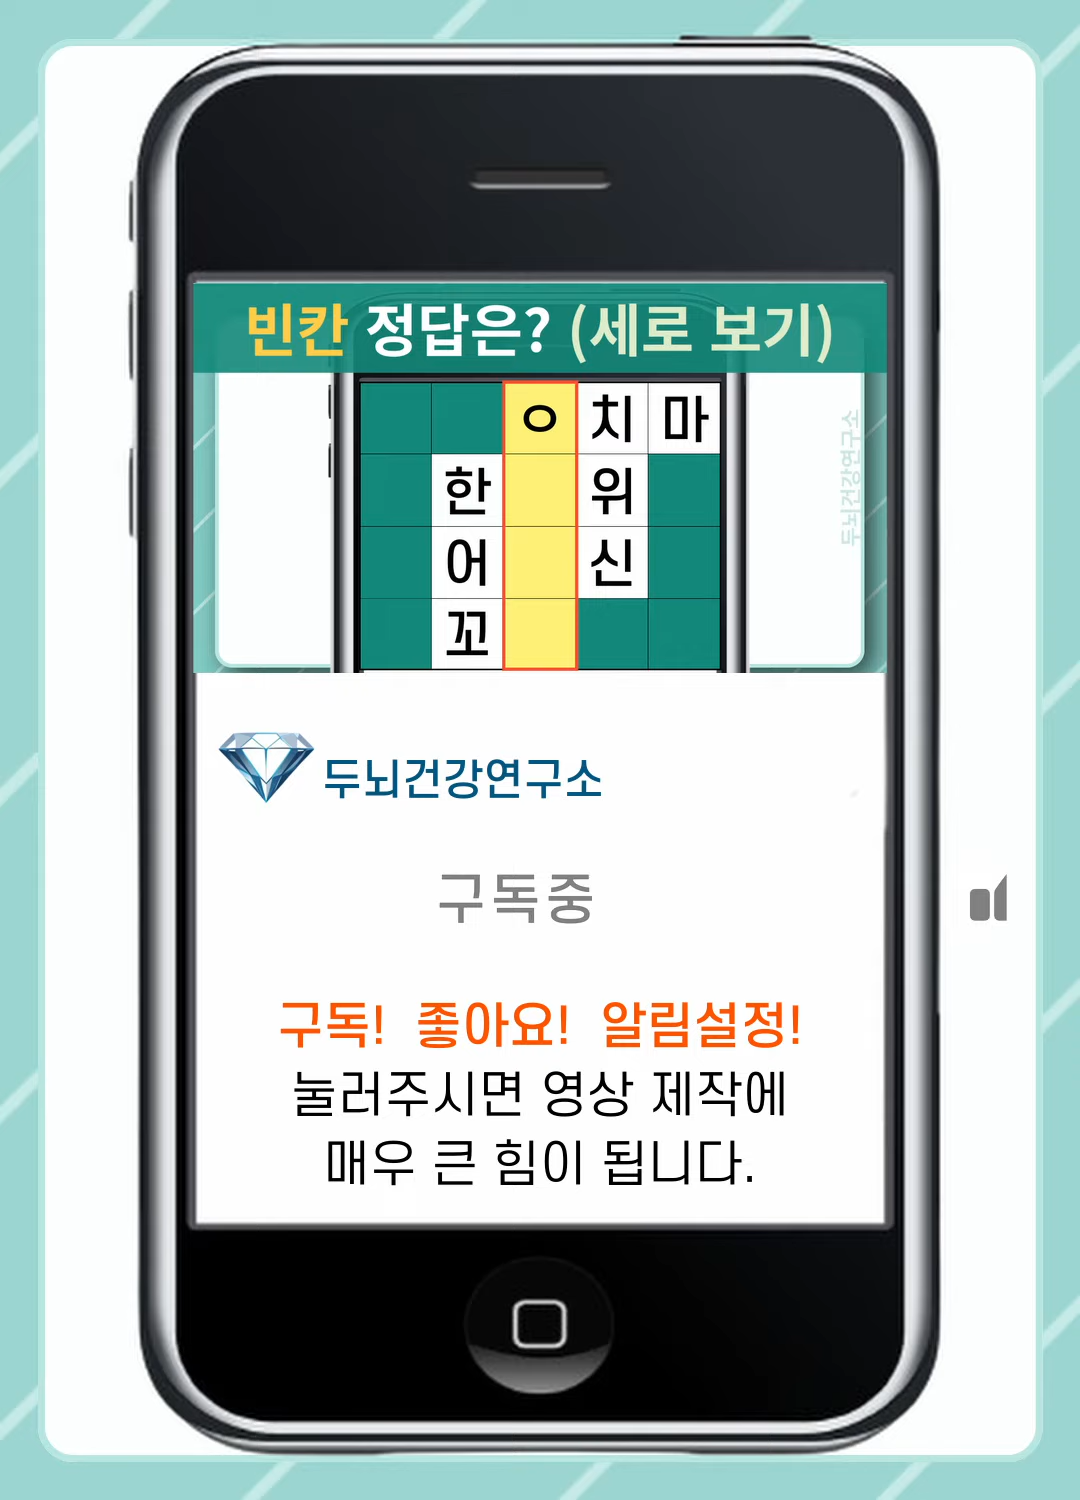 빈칸 정답은? (세로 보기)
ㅇ 치 마
한 위
어 신
꼬
두뇌건강연구소
두뇌건강연구소
구독중
구독! 좋아요! 알림설정!
눌러주시면 영상 제작에
매우 큰 힘이 됩니다.